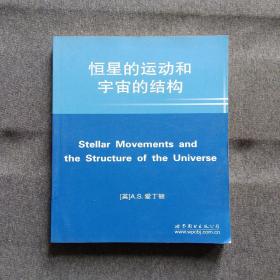 恒星的运动和
宇宙的结构
Stellar Movements and
the Structure of the Universe
[英]A.S. 爱丁顿
世界图书出版公司
www.wpcbj.com.cn